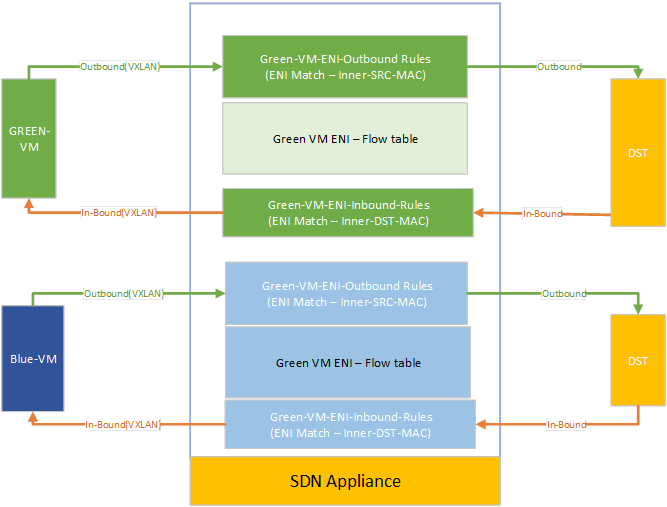 Green-VM-ENI-Outbound Rules
(ENI Match – Inner-SRC-MAC)
Outbound(VXLAN)
Outbound
GREEN-
VM
Green VM ENI – Flow table
DST
Green-VM-ENI-Inbound-Rules
(ENI Match – Inner-DST-MAC)
In-Bound(VXLAN)
In-Bound
Green-VM-ENI-Outbound Rules
(ENI Match – Inner-SRC-MAC)
Outbound(VXLAN)
Outbound
Blue-VM
Green VM ENI – Flow table
DST
Green-VM-ENI-Inbound-Rules
(ENI Match – Inner-DST-MAC)
In-Bound(VXLAN)
In-Bound
SDN Appliance